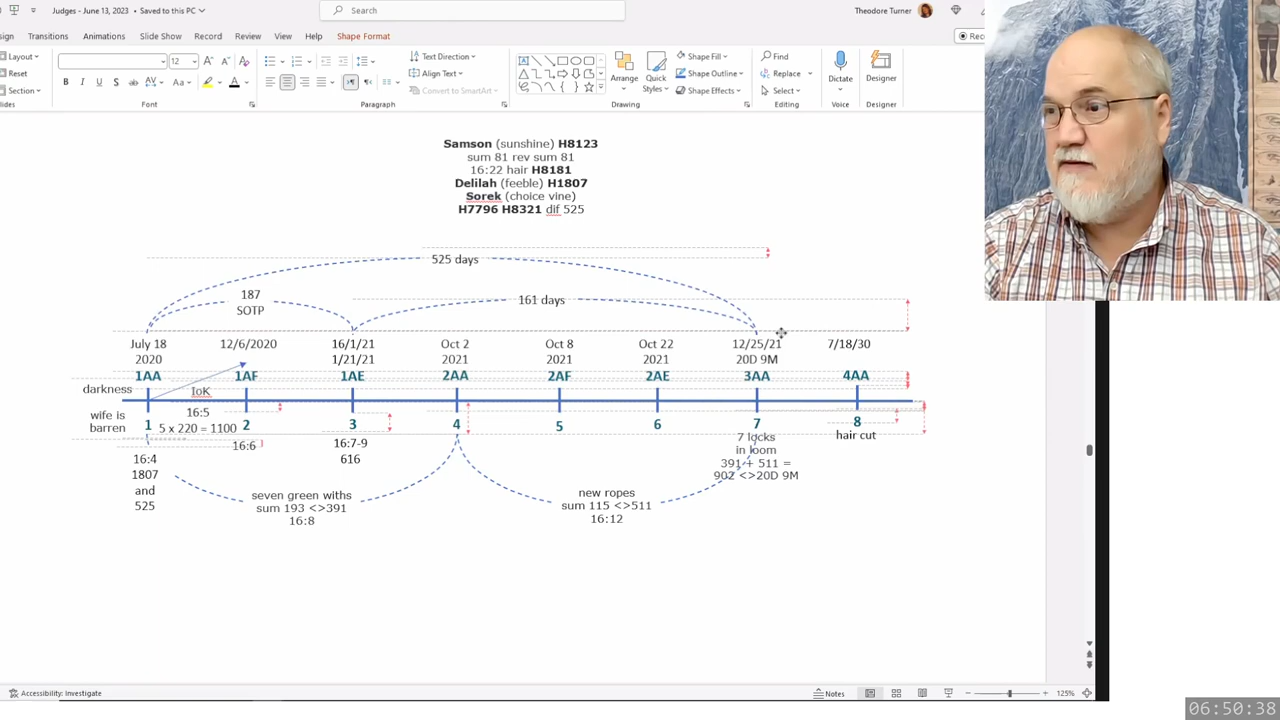 Judges - June 13, 2023 • Saved to this PC
Search
Theodore Turner
Transitions Animations Slide Show Record Review View Help Shape Format
Layout
Reset
Section
12
B I U S
Font
Text Direction
Align Text
Convert to SmartArt
Paragraph
Arrange
Quick
Styles
Shape Fill
Shape Outline
Shape Effects
Drawing
Find
Replace
Select
Editing
Dictate
Voice
Designer
Designer
Samson (sunshine) H8123
sum 81 rev sum 81
16:22 hair H8181
Delilah (feeble) H1807
Sorek (choice vine)
H7796 H8321 dif 525
525 days
187
SOTP
161 days
July 18
2020
12/6/2020
16/1/21
1/21/21
Oct 2
2021
Oct 8
2021
Oct 22
2021
12/25/21
20D 9M
7/18/30
1AA 1AF 1AE 2AA 2AF 2AE 3AA 4AA
darkness
IoK
wife is
barren
16:5
5 x 220 = 1100
1 2 3 4 5 6 7 8
16:4
1807
and
525
16:6
16:7-9
616
7 locks
in loom
391 + 511 =
902 <>20D 9M
hair cut
seven green withs
sum 193 <>391
16:8
new ropes
sum 115 <>511
16:12
Accessibility: Investigate
Notes
125%
06:50:38